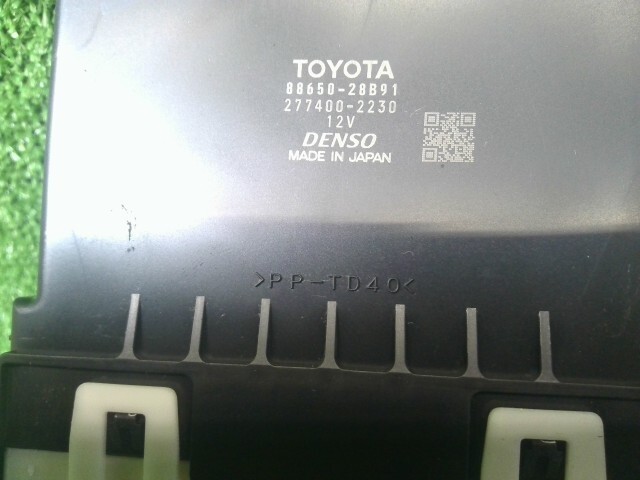 TOYOTA
88650-28B91
277400-2230
12V
DENSO
MADE IN JAPAN
>PP-TD40<